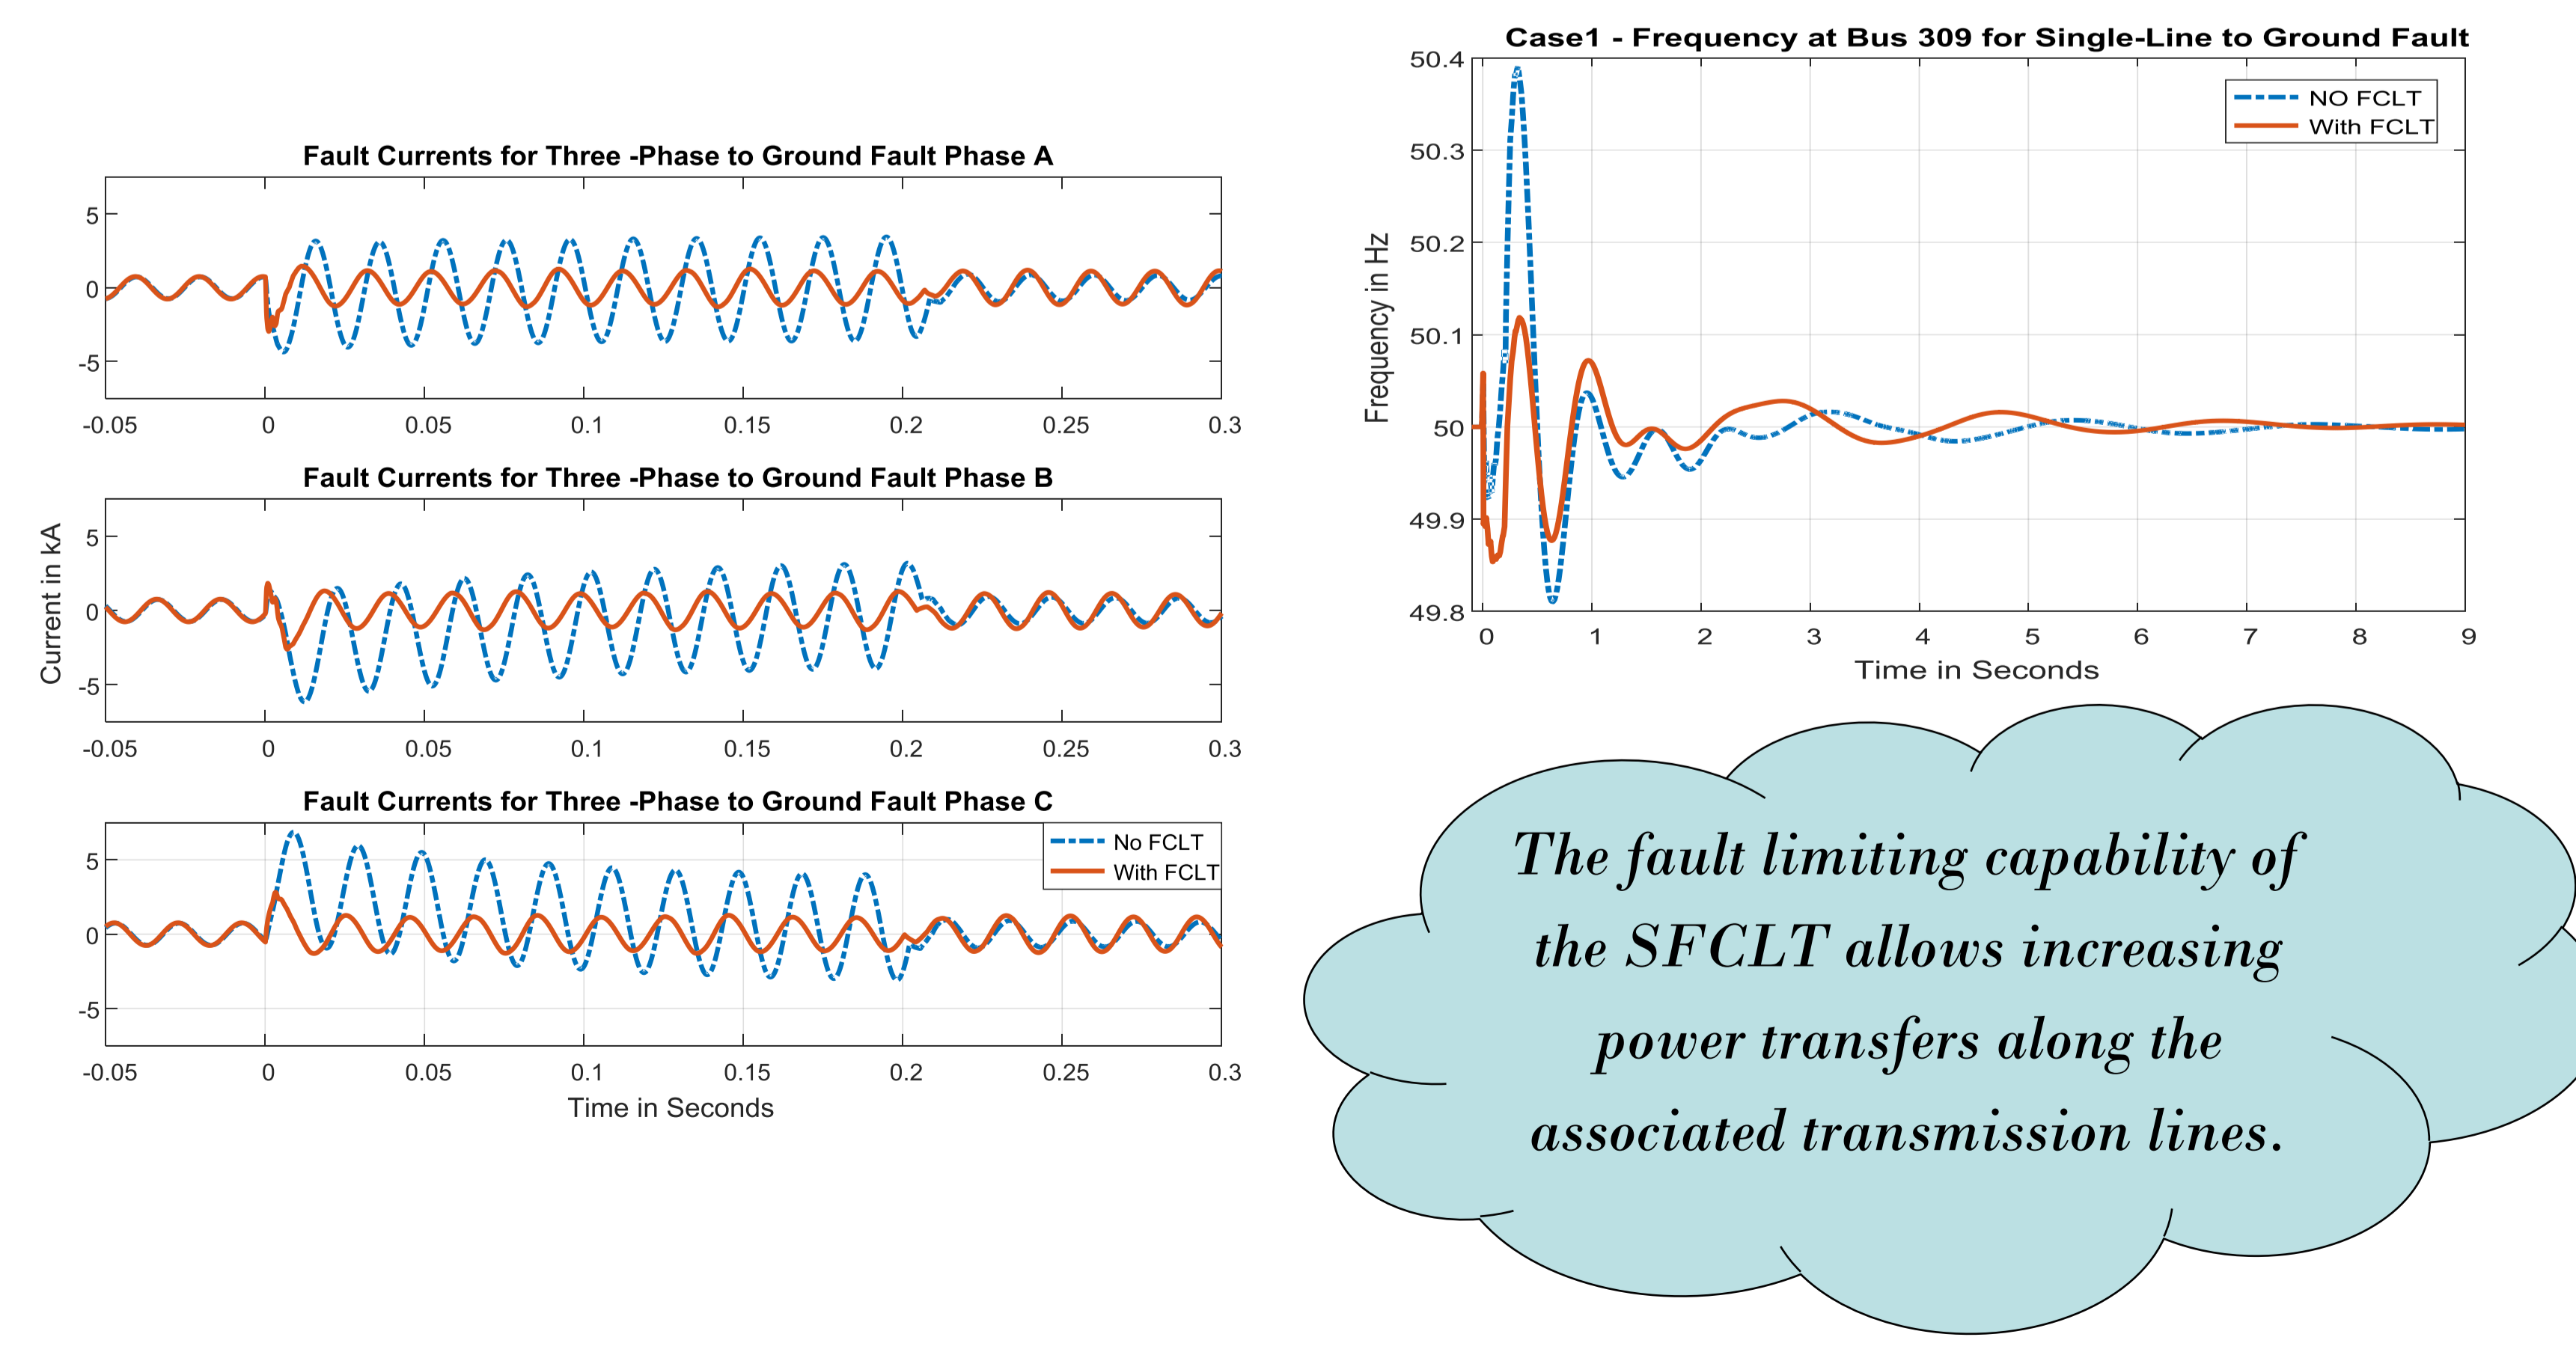 Fault Currents for Three -Phase to Ground Fault Phase A
5
0
-5
-0.05 0 0.05 0.1 0.15 0.2 0.25 0.3
Fault Currents for Three -Phase to Ground Fault Phase B
Current in kA
5
0
-5
-0.05 0 0.05 0.1 0.15 0.2 0.25 0.3
Fault Currents for Three -Phase to Ground Fault Phase C
No FCLT
With FCLT
5
0
-5
-0.05 0 0.05 0.1 0.15 0.2 0.25 0.3
Time in Seconds
Case1 - Frequency at Bus 309 for Single-Line to Ground Fault
NO FCLT
With FCLT
Frequency in Hz
50.4
50.3
50.2
50.1
50
49.9
49.8
0 1 2 3 4 5 6 7 8 9
Time in Seconds
The fault limiting capability of
the SFCLT allows increasing
power transfers along the
associated transmission lines.